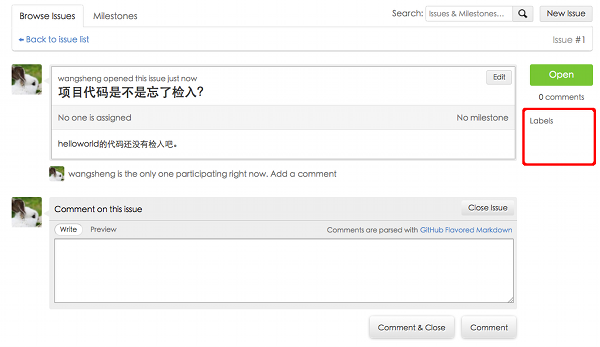 Browse Issues Milestones Search: Issues & Milestones... New Issue
Back to issue list Issue #1
wangsheng opened this issue just now Edit Open
项目代码是不是忘了检入?
0 comments
No one is assigned No milestone Labels
helloworld的代码还没有检入吧。
wangsheng is the only one participating right now. Add a comment
Comment on this issue Close Issue
Write Preview Comments are parsed with GitHub Flavored Markdown
Comment & Close Comment